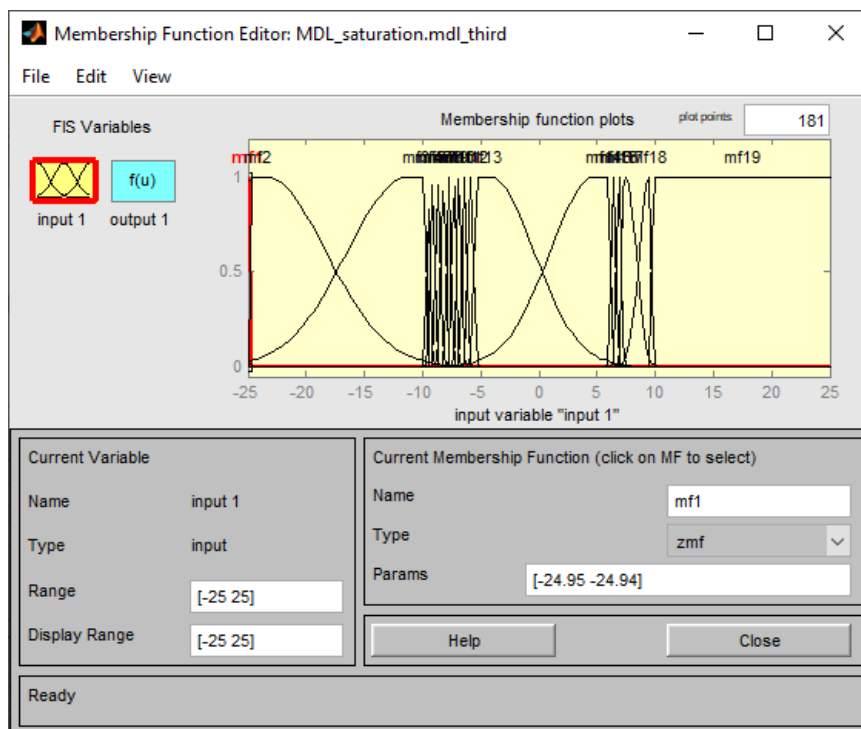 Membership Function Editor: MDL_saturation.mdl_third
File Edit View
FIS Variables
Membership function plots
plot points:
181
f(u)
input 1
output 1
mf2
mf18
mf19
1
0.5
0
-25 -20 -15 -10 -5 0 5 10 15 20 25
input variable "input 1"
Current Variable
Name input 1
Type input
Range [-25 25]
Display Range [-25 25]
Current Membership Function (click on MF to select)
Name mf1
Type zmf
Params [-24.95 -24.94]
Help Close
Ready